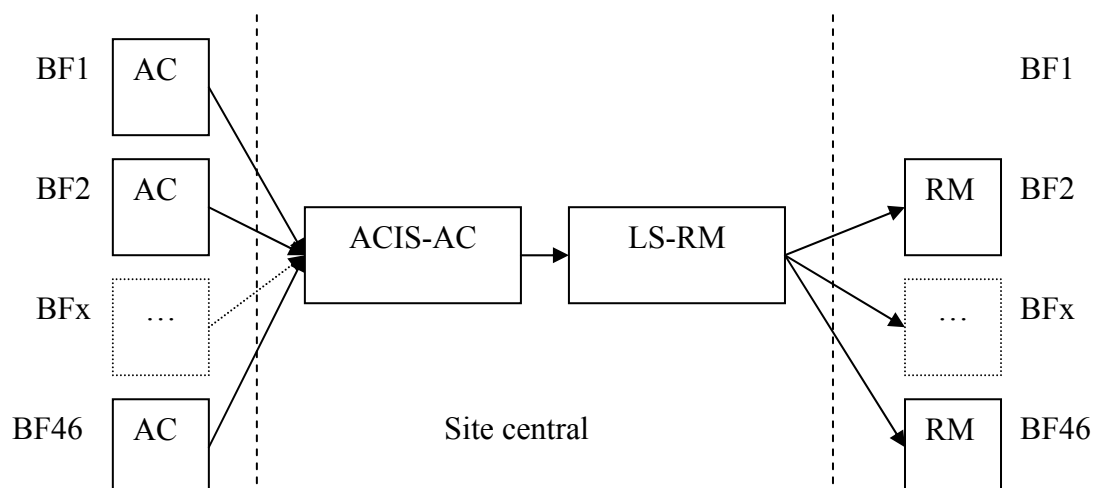 BF1 AC BF1
BF2 AC RM BF2
ACIS-AC LS-RM
BFx … … BFx
BF46 AC Site central RM BF46